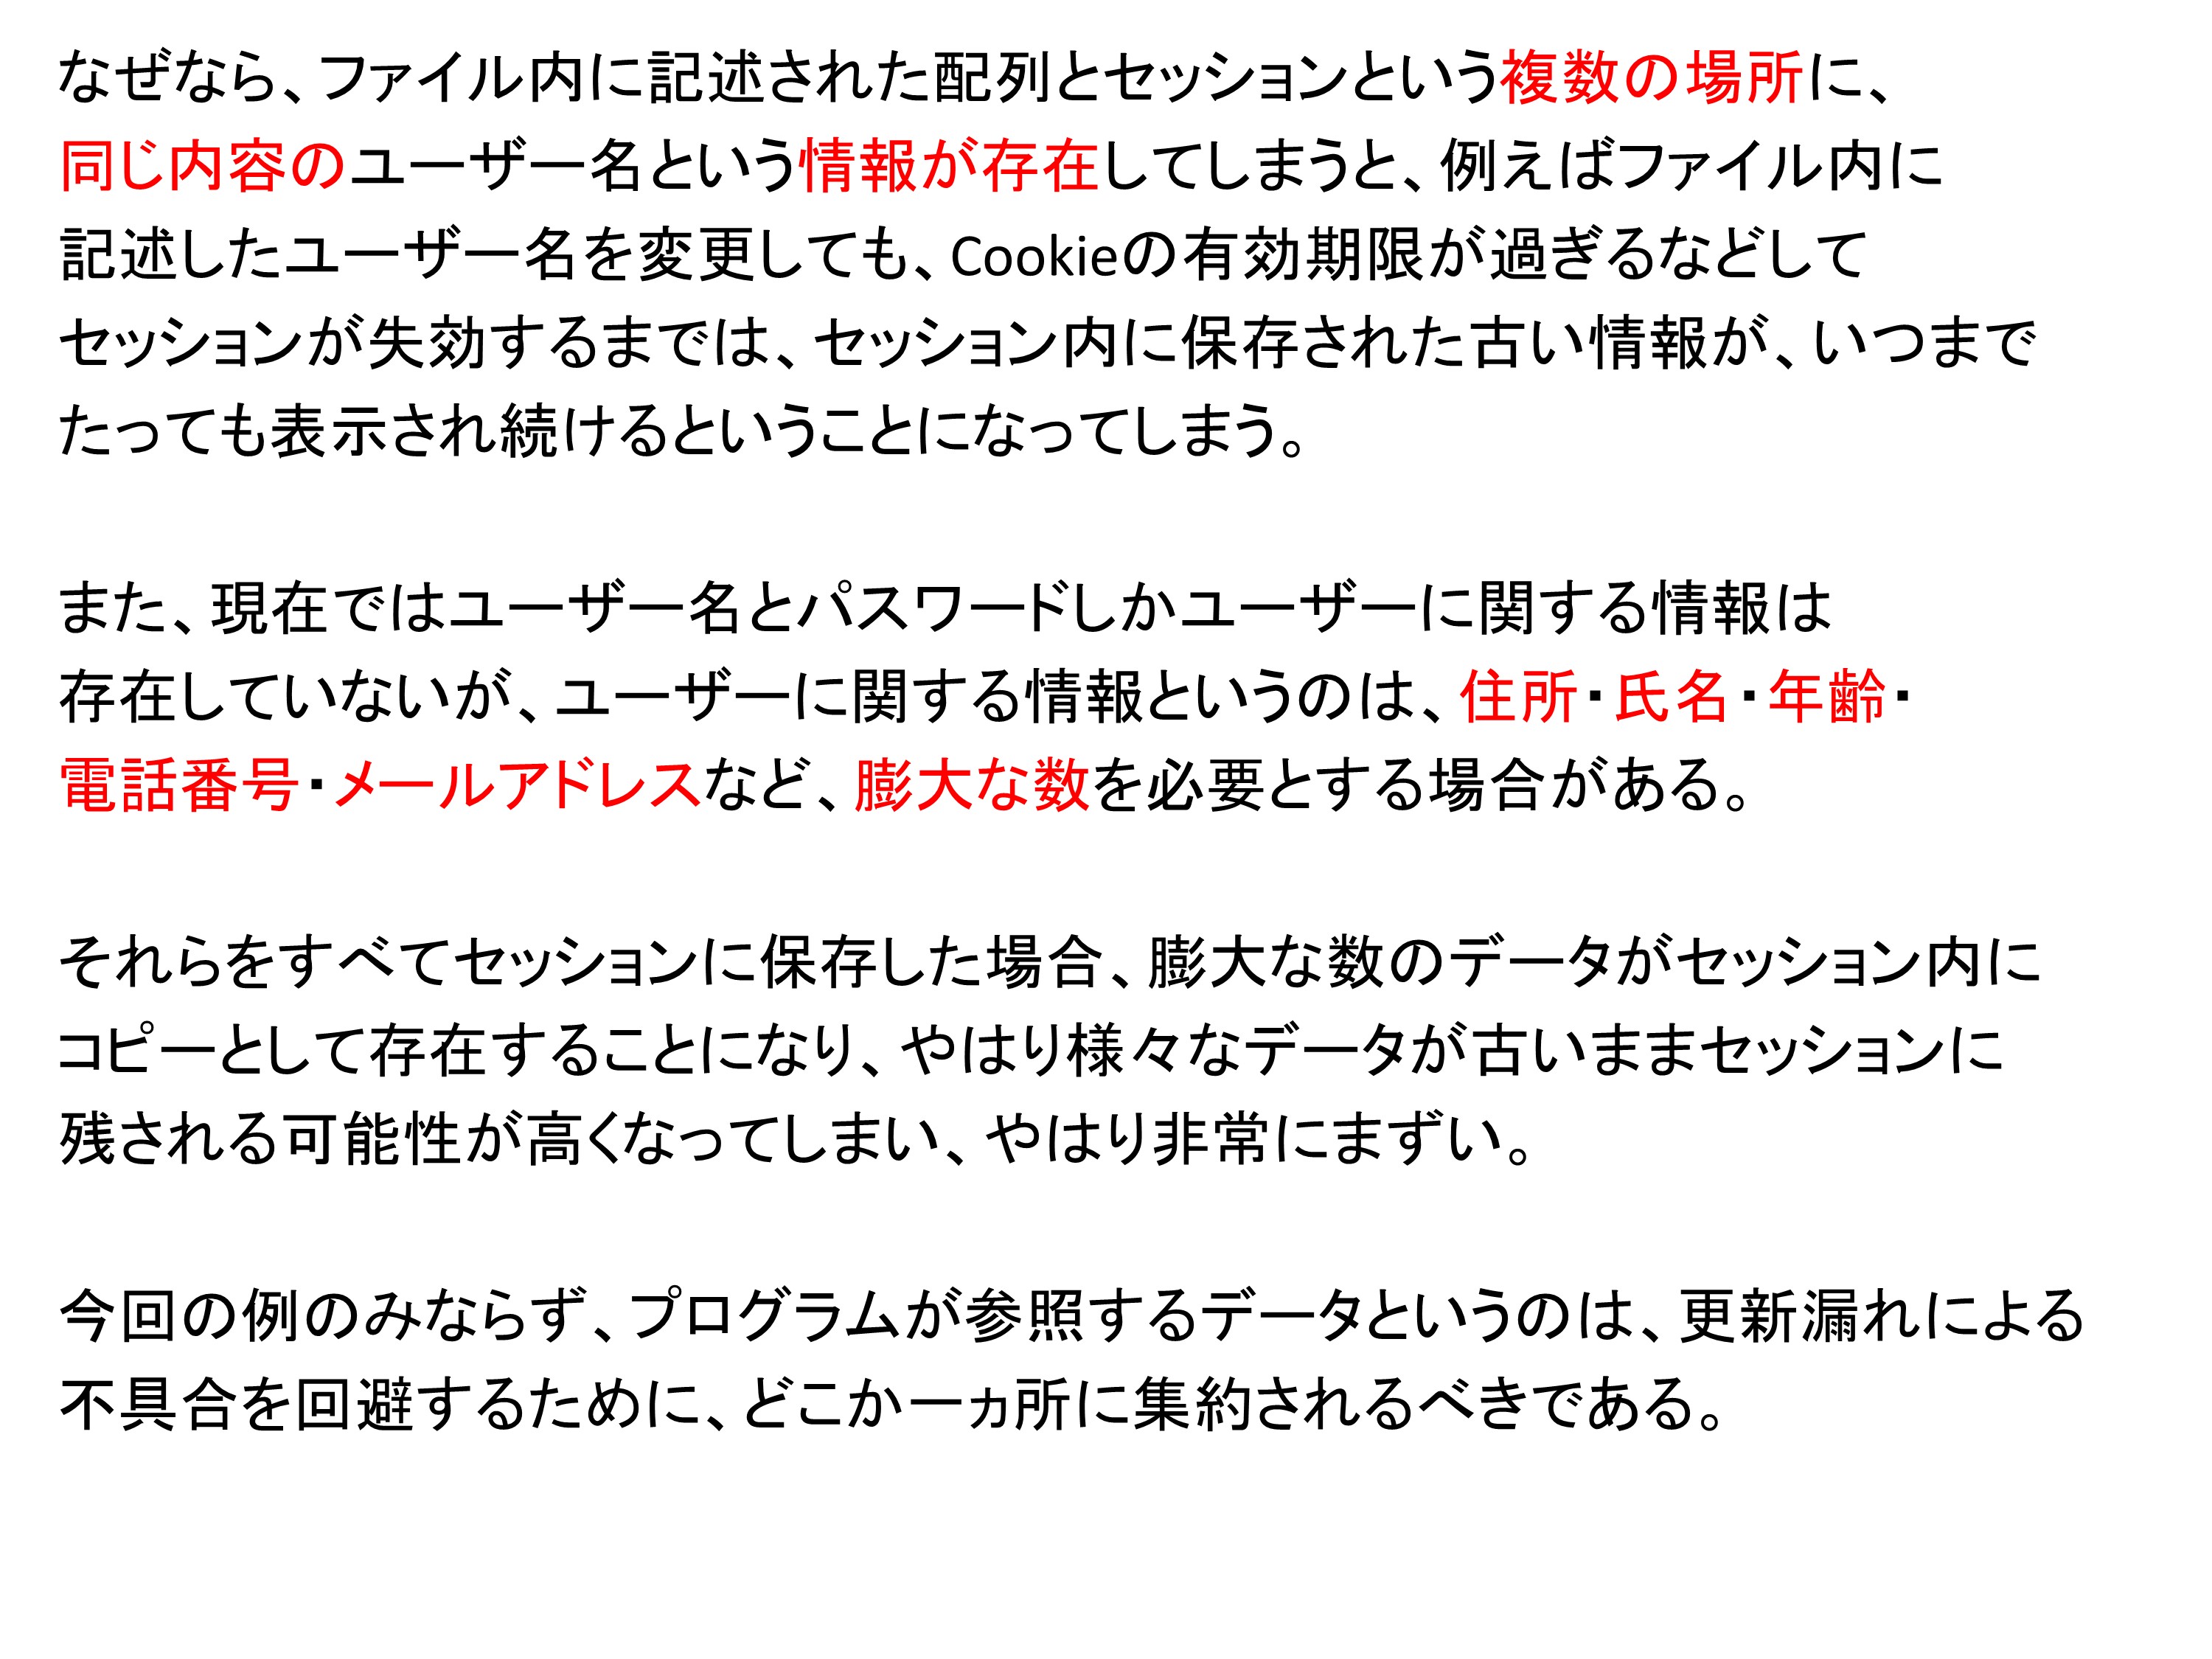 なぜなら、ファイル内に記述された配列とセッションという複数の場所に、
同じ内容のユーザー名という情報が存在してしまうと、例えばファイル内に
記述したユーザー名を変更しても、Cookieの有効期限が過ぎるなどして
セッションが失効するまでは、セッション内に保存された古い情報が、いつまで
たっても表示され続けるということになってしまう。
また、現在ではユーザー名とパスワードしかユーザーに関する情報は
存在していないが、ユーザーに関する情報というのは、住所・氏名・年齢・
電話番号・メールアドレスなど、膨大な数を必要とする場合がある。
それらをすべてセッションに保存した場合、膨大な数のデータがセッション内に
コピーとして存在することになり、やはり様々なデータが古いままセッションに
残される可能性が高くなってしまい、やはり非常にまずい。
今回の例のみならず、プログラムが参照するデータというのは、更新漏れによる
不具合を回避するために、どこか一ヵ所に集約されるべきである。